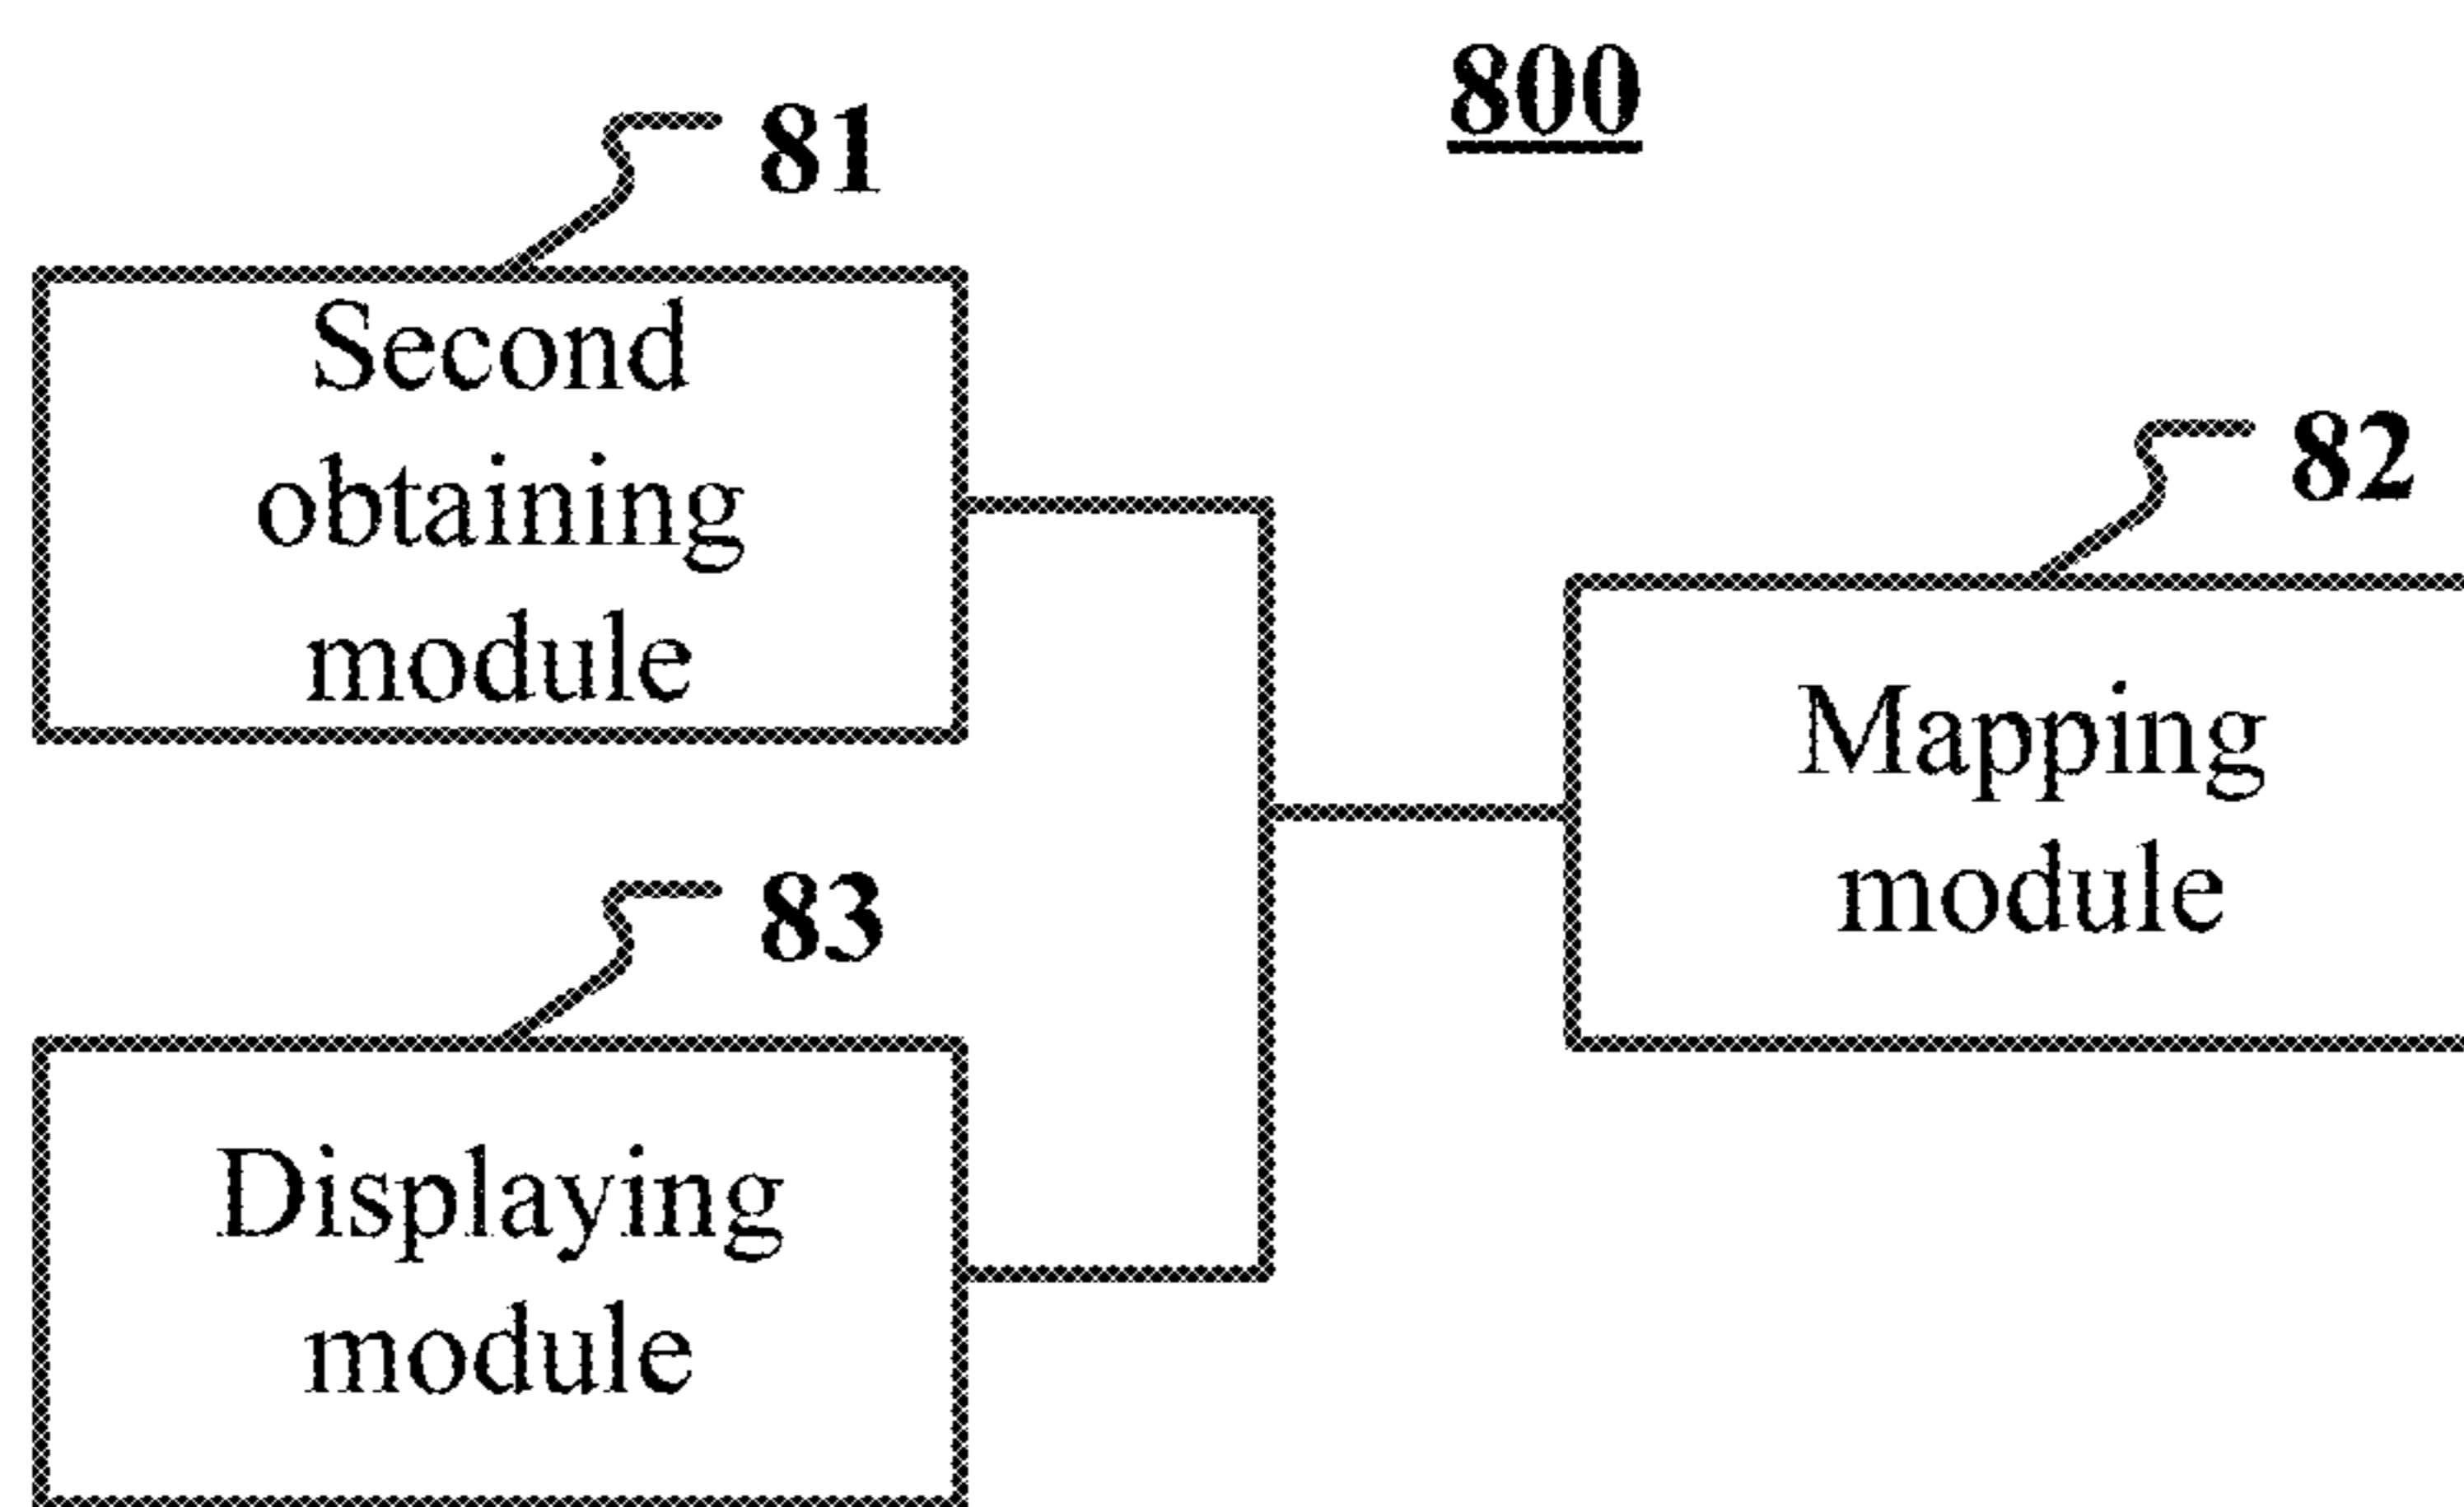 800
81
Second
obtaining
module
82
Mapping
module
83
Displaying
module